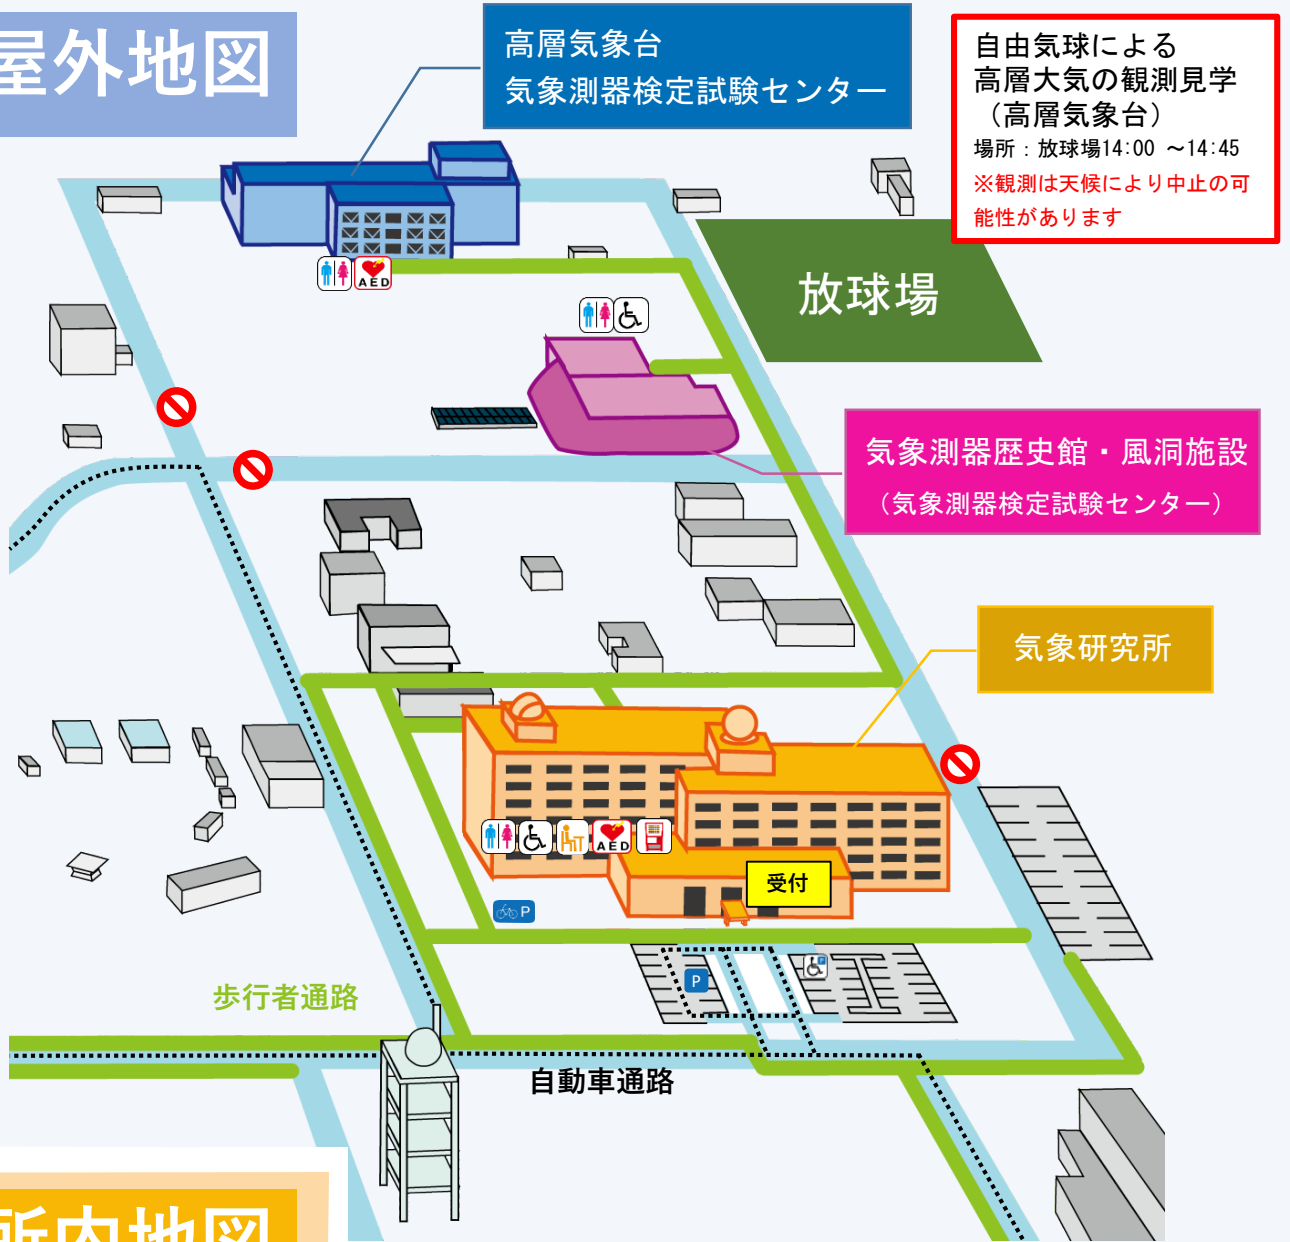 屋外地図
高層気象台
気象測器検定試験センター
自由気球による
高層大気の観測見学
（高層気象台）
場所：放球場14:00 ～14:45
※観測は天候により中止の可
能性があります
放球場
AED
気象測器歴史館・風洞施設
（気象測器検定試験センター）
気象研究所
AED
受付
P
P
P
歩行者通路
自動車通路
所内地図